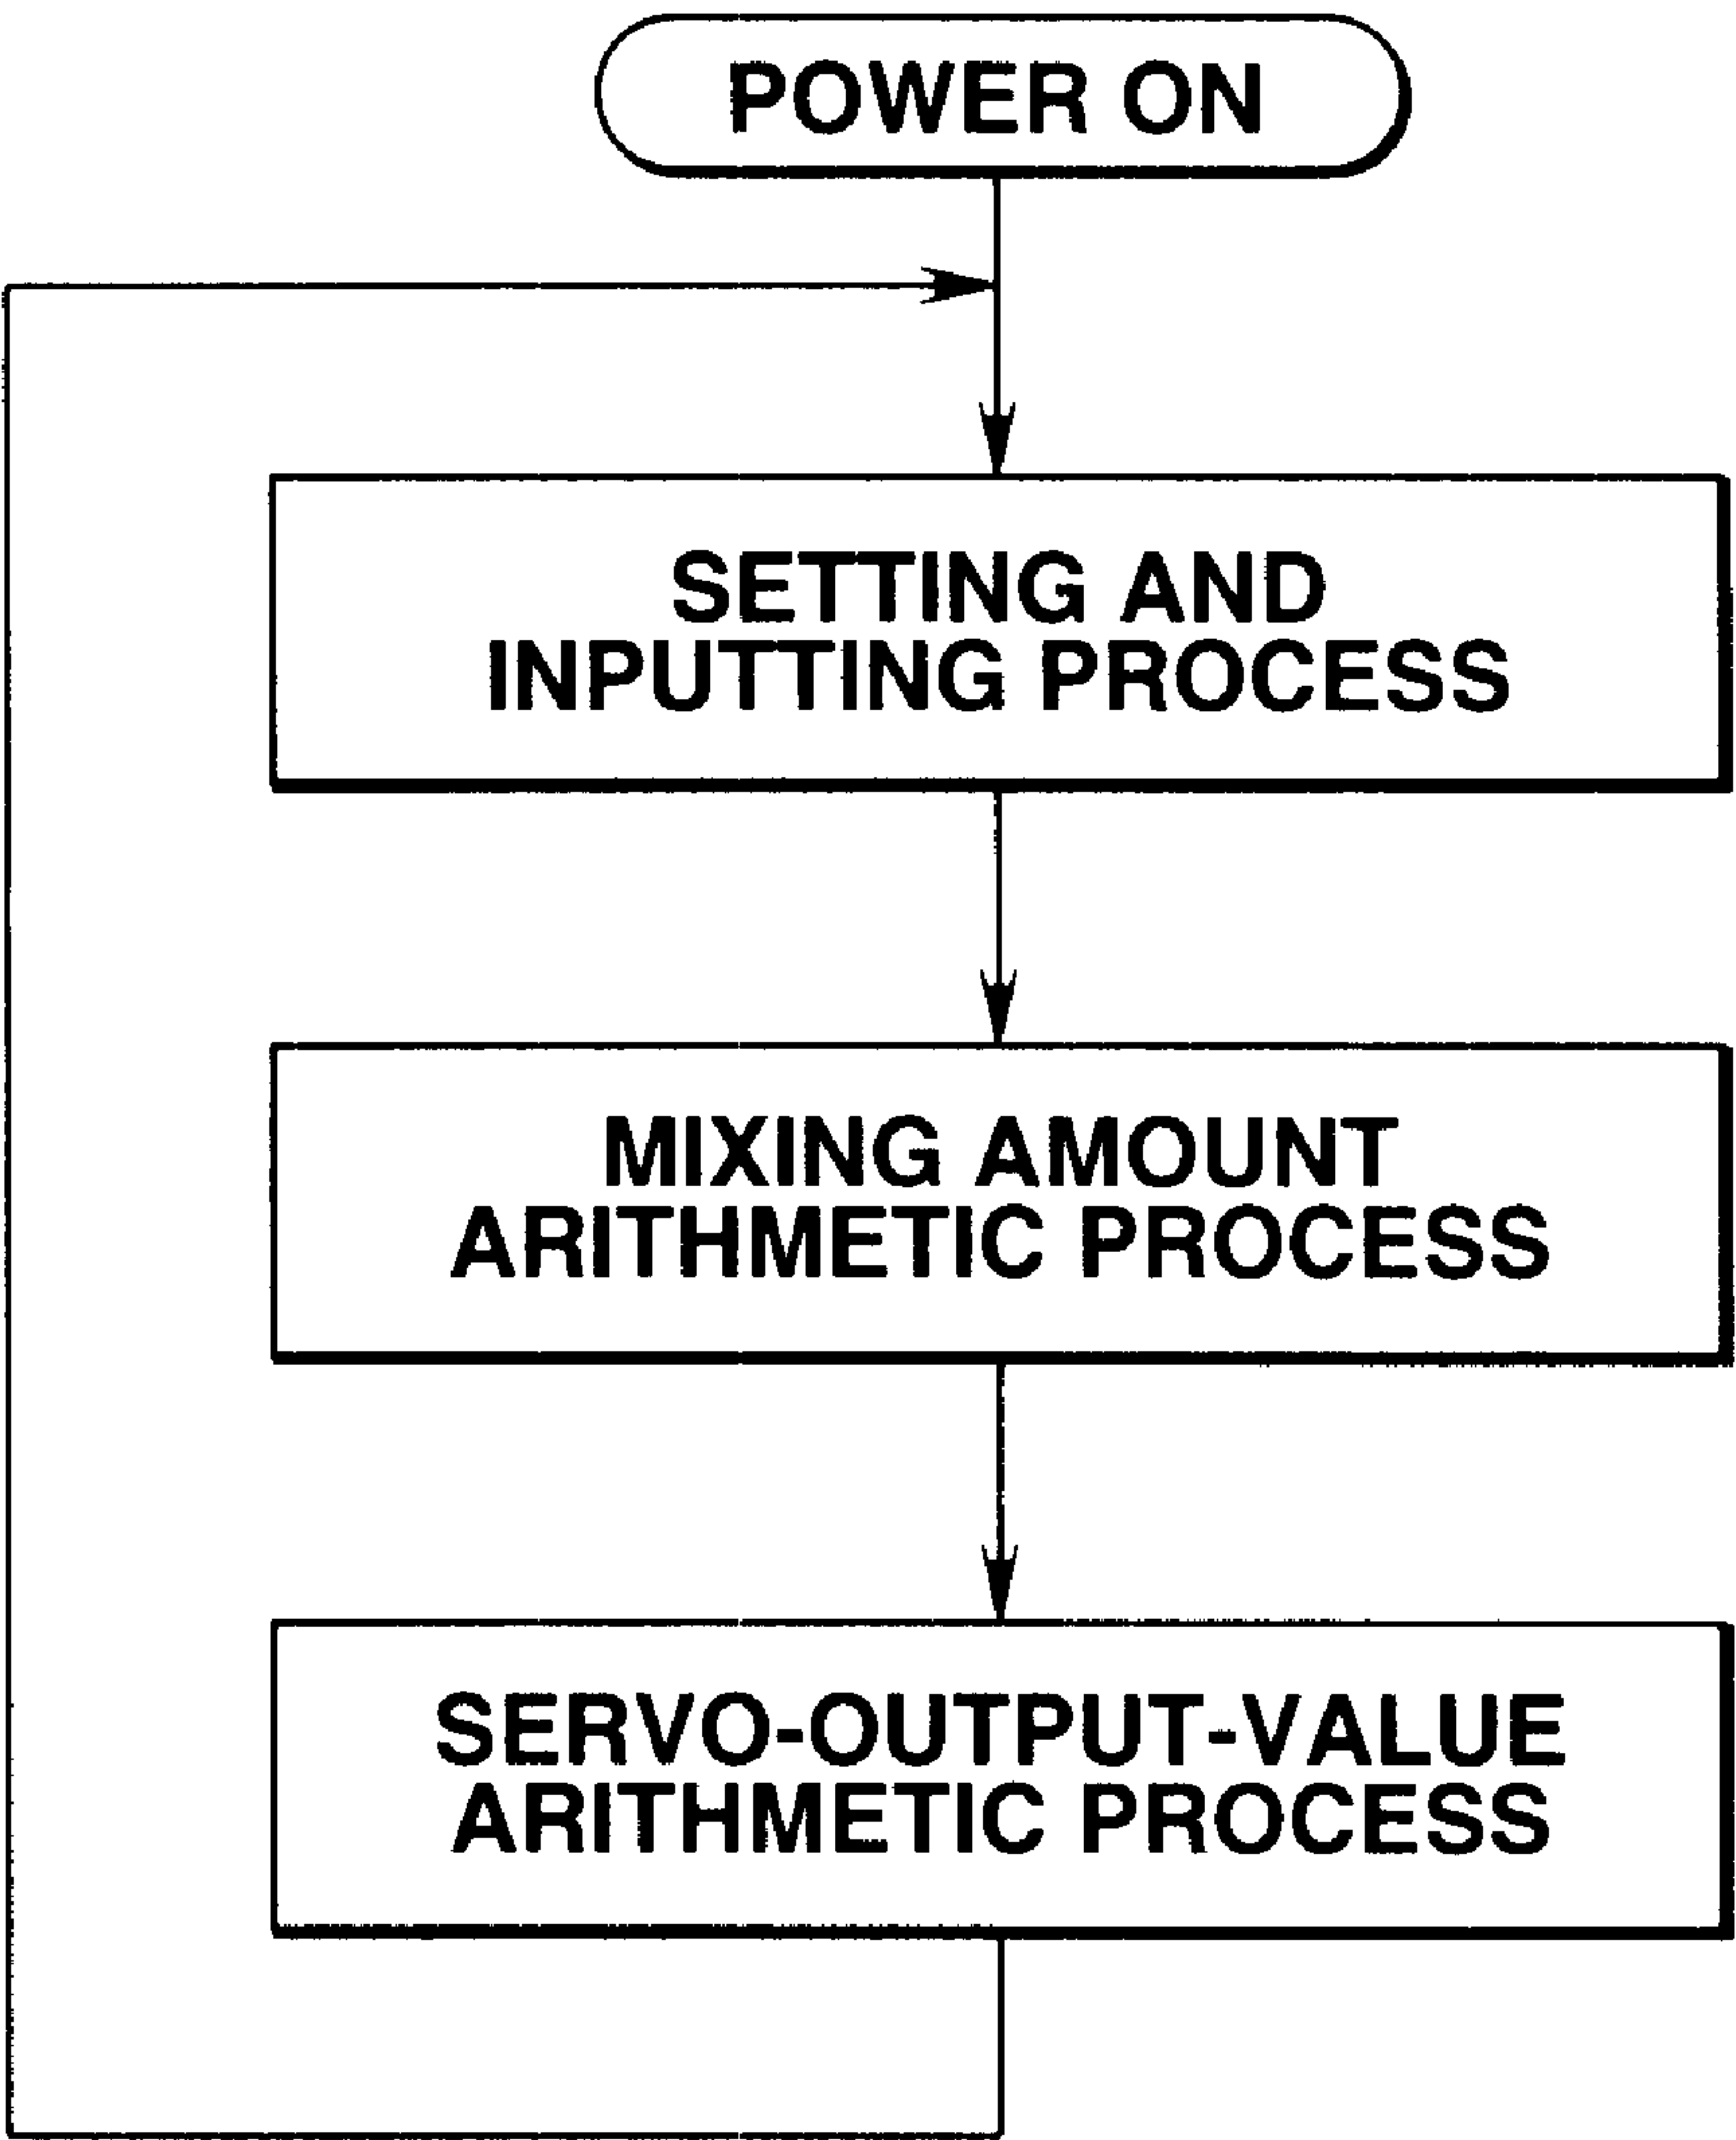 POWER ON
SETTING AND
INPUTTING PROCESS
MIXING AMOUNT
ARITHMETIC PROCESS
SERVO-OUTPUT-VALUE
ARITHMETIC PROCESS